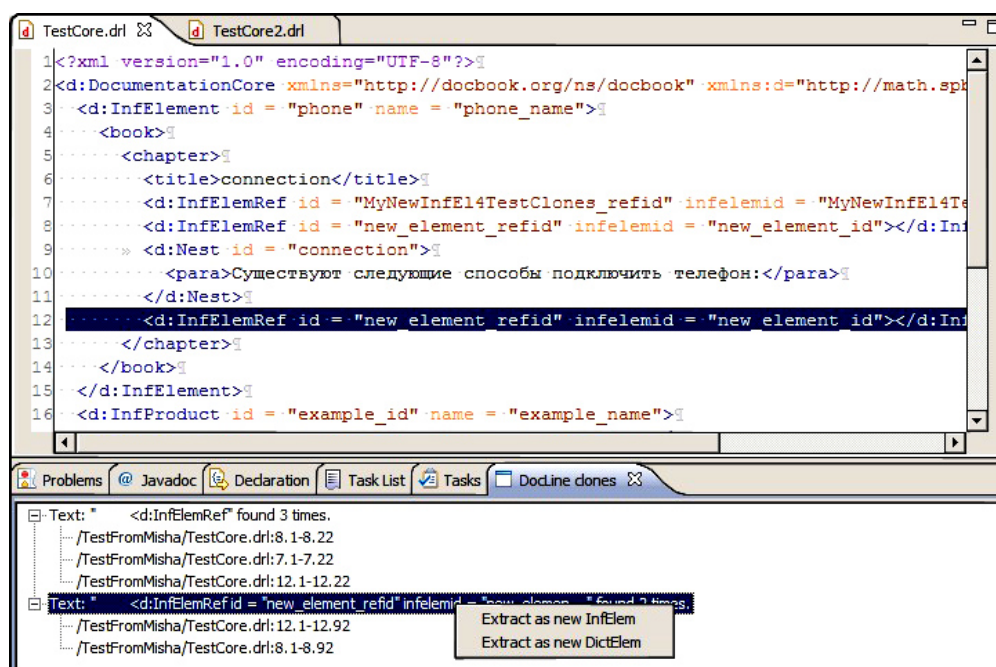 TestCore.drl
TestCore2.drl
1 <?xml version="1.0" encoding="UTF-8"?>¶
2 <d:DocumentationCore xmlns="http://docbook.org/ns/docbook" xmlns:d="http://math.spb
3 <d:InfElement id = "phone" name = "phone_name">¶
4 <book>¶
5 <chapter>¶
6 <title>connection</title>¶
7 <d:InfElemRef id = "MyNewInfEl4TestClones_refid" infelemid = "MyNewInfEl4Te
8 <d:InfElemRef id = "new_element_refid" infelemid = "new_element_id"></d:Inf
9 » <d:Nest id = "connection">¶
10 <para>Существуют следующие способы подключить телефон:</para>¶
11 </d:Nest>¶
12 <d:InfElemRef id = "new_element_refid" infelemid = "new_element_id"></d:Inf
13 </chapter>¶
14 </book>¶
15 </d:InfElement>¶
16 <d:InfProduct id = "example_id" name = "example_name">¶
Problems @ Javadoc Declaration Task List Tasks DocLine clones
Text: " <d:InfElemRef" found 3 times.
/TestFromMisha/TestCore.drl:8.1-8.22
/TestFromMisha/TestCore.drl:7.1-7.22
/TestFromMisha/TestCore.drl:12.1-12.22
Text: " <d:InfElemRef id = "new_element_refid" infelemid = "new_elemen..." found 2 times.
/TestFromMisha/TestCore.drl:12.1-12.92
/TestFromMisha/TestCore.drl:8.1-8.92
Extract as new InfElem
Extract as new DictElem